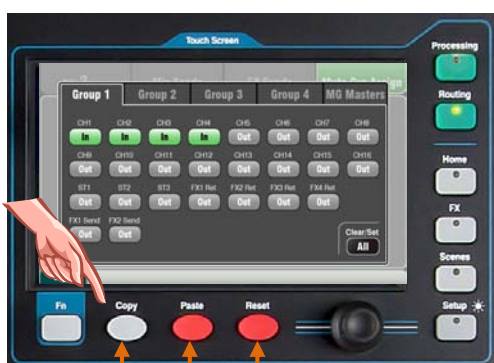 Touch Screen
Processing
Mute Grp Assign
Group 1 Group 2 Group 3 Group 4 MG Masters
Routing
CH1 CH2 CH3 CH4 CH5 CH6 CH7 CH8
In In In In Out Out Out Out
CH9 CH10 CH11 CH12 CH13 CH14 CH15 CH16
Out Out Out Out Out Out Out Out
Home
ST1 ST2 ST3 FX1 Ret FX2 Ret FX3 Ret FX4 Ret
Out Out Out Out Out Out Out
FX
FX1 Send FX2 Send
Out Out
Clear/Set
All
Scenes
Fn Copy Paste Reset
Setup